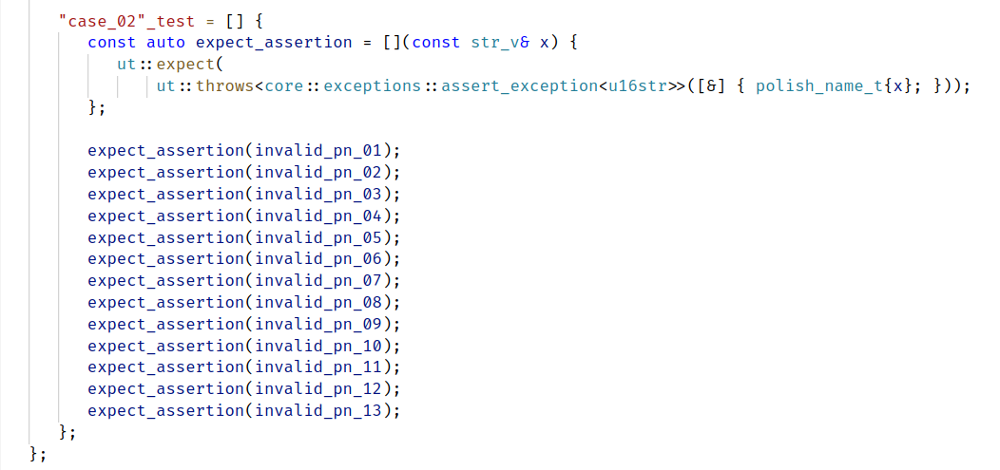 "case_02"_test = [] {
const auto expect_assertion = [](const str_v& x) {
ut::expect(
ut::throws<core::exceptions::assert_exception<u16str>>([&] { polish_name_t{x}; }));
};
expect_assertion(invalid_pn_01);
expect_assertion(invalid_pn_02);
expect_assertion(invalid_pn_03);
expect_assertion(invalid_pn_04);
expect_assertion(invalid_pn_05);
expect_assertion(invalid_pn_06);
expect_assertion(invalid_pn_07);
expect_assertion(invalid_pn_08);
expect_assertion(invalid_pn_09);
expect_assertion(invalid_pn_10);
expect_assertion(invalid_pn_11);
expect_assertion(invalid_pn_12);
expect_assertion(invalid_pn_13);
};
};